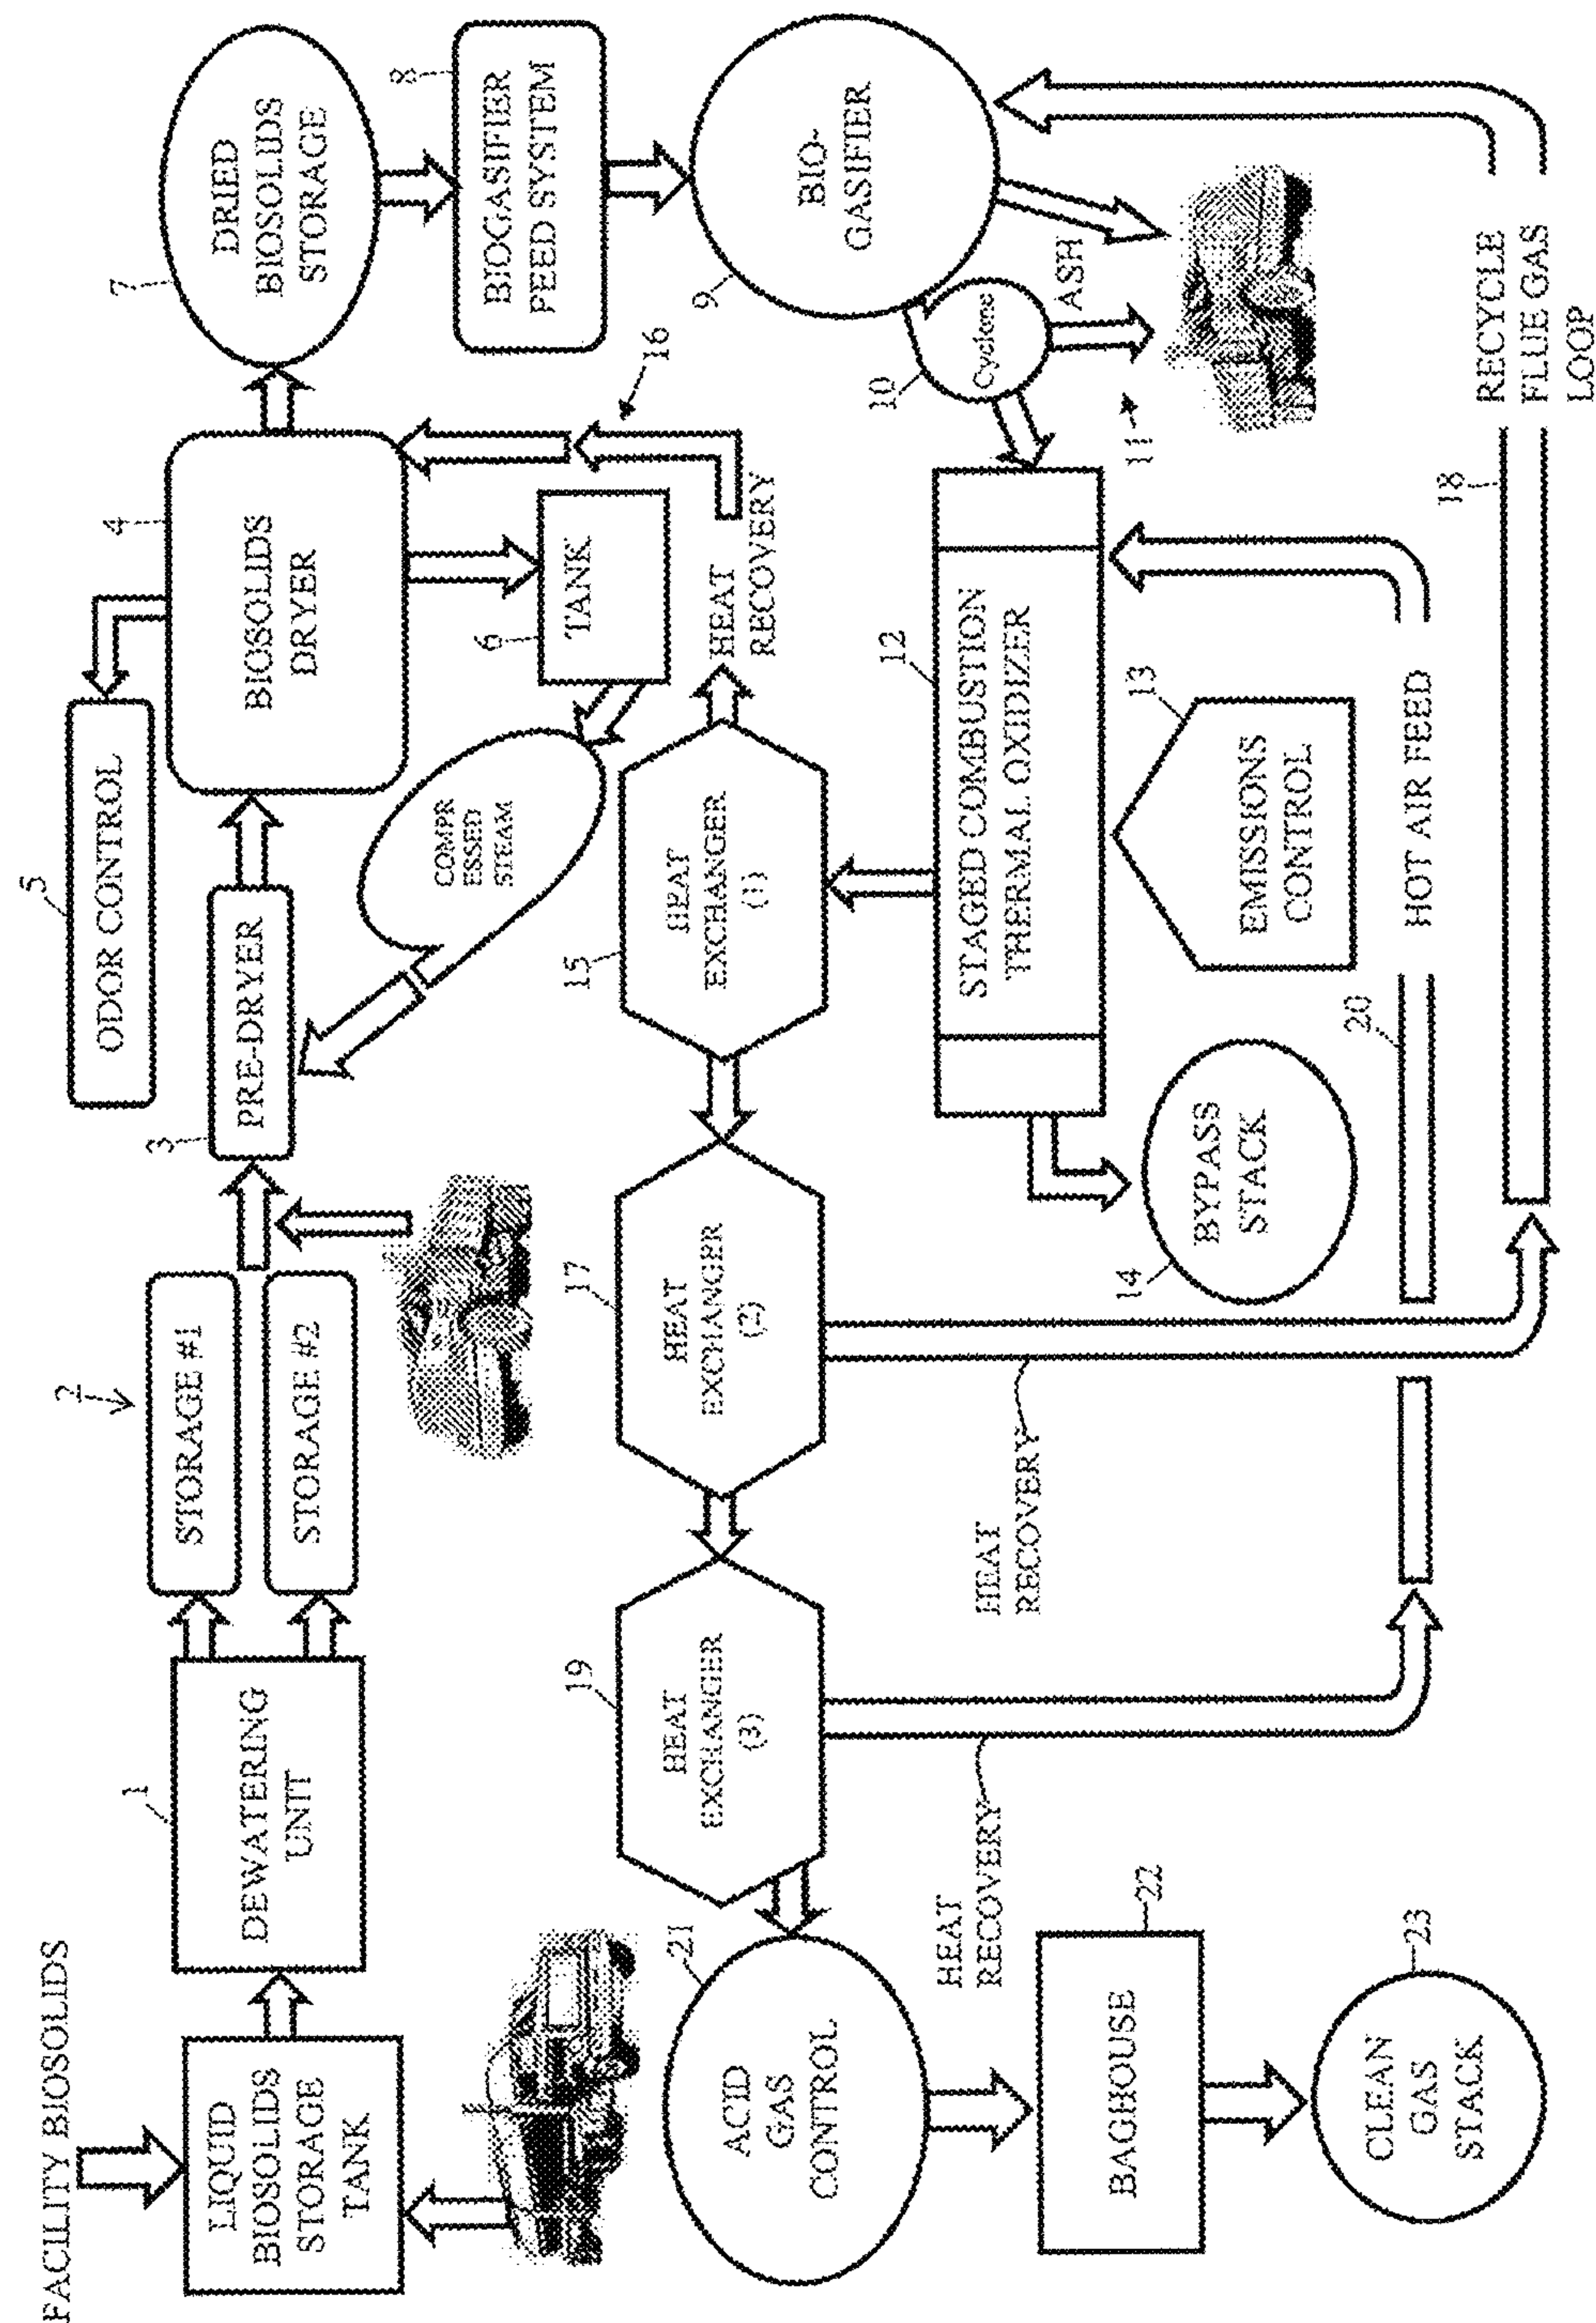 FACILITY BIOSOLIDS
LIQUID
BIOSOLIDS
STORAGE
TANK
1
DEWATERING
UNIT
2
STORAGE #1
STORAGE #2
3
PRE-DRYER
5
ODOR CONTROL
4
BIOSOLIDS
DRYER
7
DRIED
BIOSOLIDS
STORAGE
8
BIOGASIFIER
FEED SYSTEM
6
TANK
COMPR
ESSED
STEAM
16
HEAT
RECOVERY
15
HEAT
EXCHANGER
(1)
17
HEAT
EXCHANGER
(2)
19
HEAT
EXCHANGER
(3)
9
BIO-
GASIFIER
10
Cyclone
ASH
11
12
STAGED COMBUSTION
THERMAL OXIDIZER
13
EMISSIONS
CONTROL
14
BYPASS
STACK
21
ACID
GAS
CONTROL
HEAT
RECOVERY
HEAT
RECOVERY
22
BAGHOUSE
23
CLEAN
GAS
STACK
20
HOT AIR FEED
18
RECYCLE
FLUE GAS
LOOP